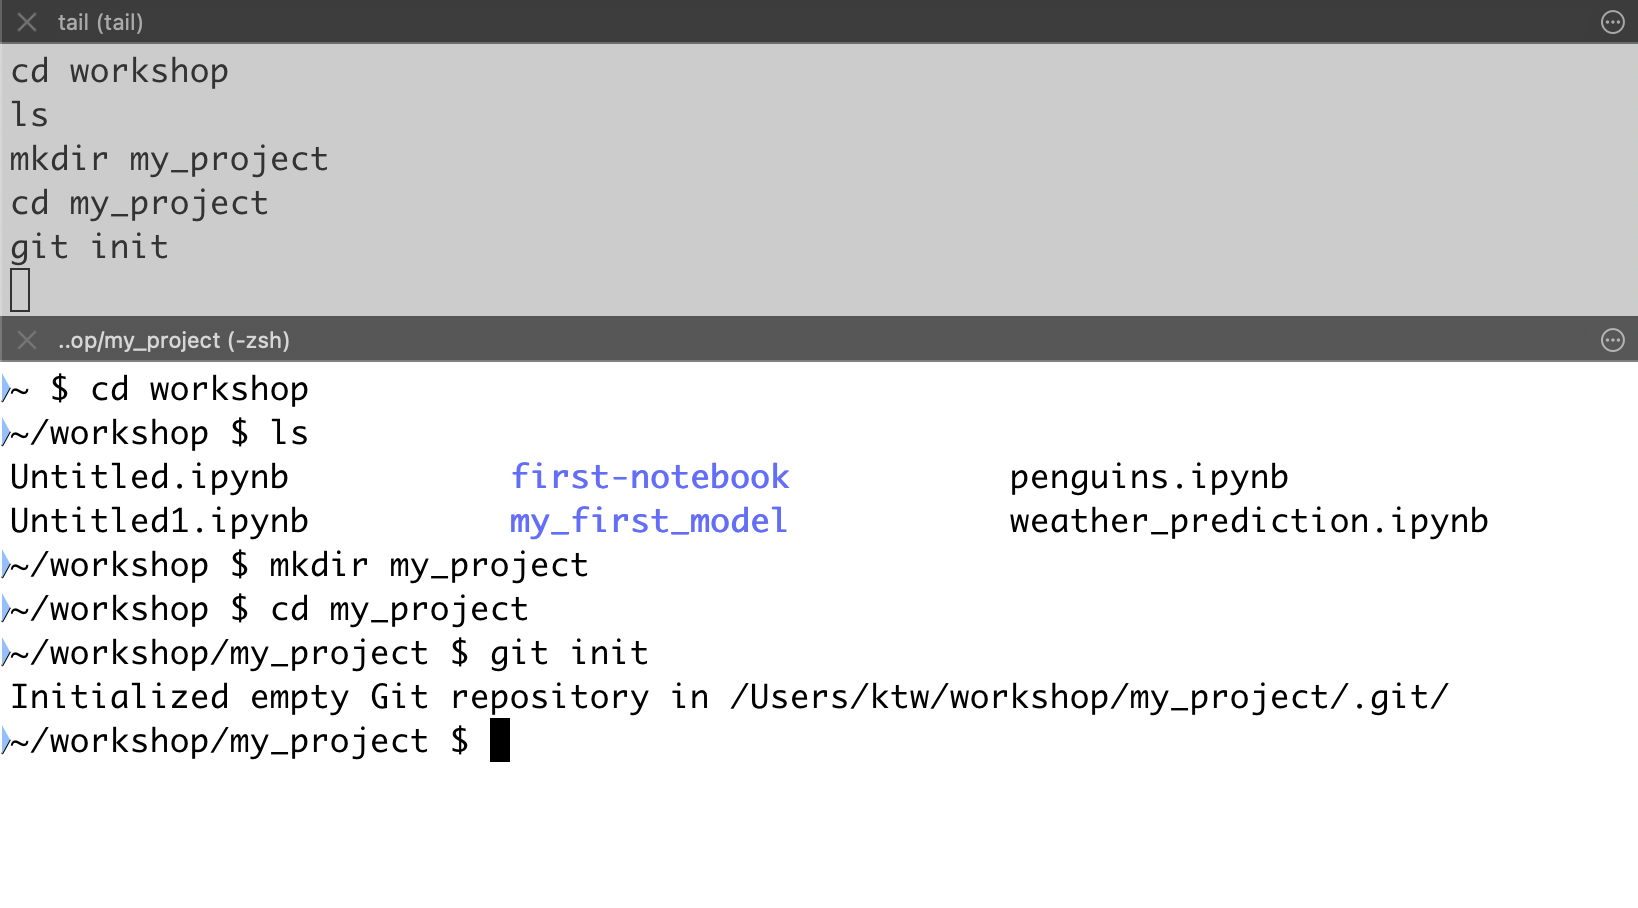 tail (tail)
cd workshop
ls
mkdir my_project
cd my_project
git init
..op/my_project (-zsh)
~ $ cd workshop
~/workshop $ ls
Untitled.ipynb first-notebook penguins.ipynb
Untitled1.ipynb my_first_model weather_prediction.ipynb
~/workshop $ mkdir my_project
~/workshop $ cd my_project
~/workshop/my_project $ git init
Initialized empty Git repository in /Users/ktw/workshop/my_project/.git/
~/workshop/my_project $